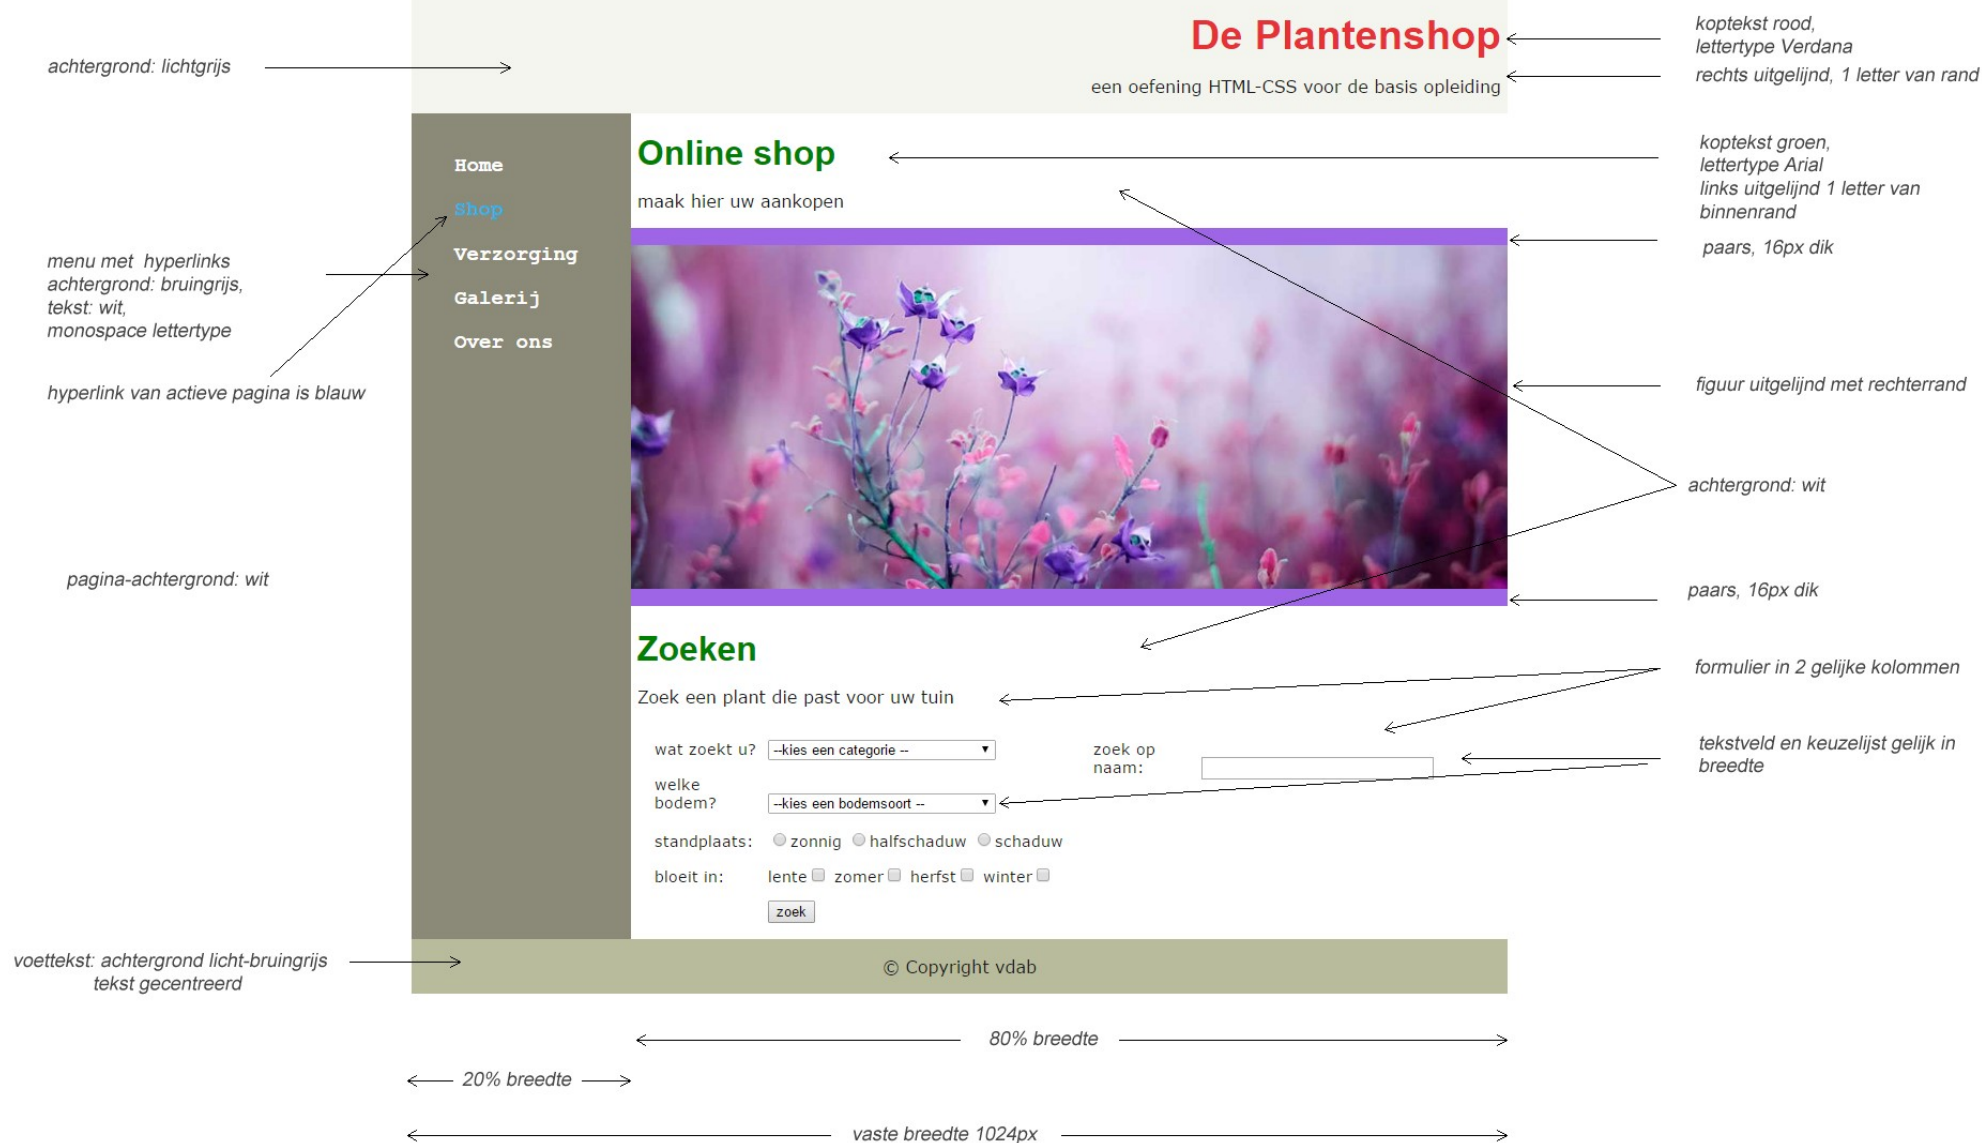 De Plantenshop
een oefening HTML-CSS voor de basis opleiding
koptekst rood,
lettertype Verdana
rechts uitgelijnd, 1 letter van rand
achtergrond: lichtgrijs
Home
Shop
Verzorging
Galerij
Over ons
menu met hyperlinks
achtergrond: bruingrijs,
tekst: wit,
monospace lettertype
hyperlink van actieve pagina is blauw
pagina-achtergrond: wit
Online shop
maak hier uw aankopen
koptekst groen,
lettertype Arial
links uitgelijnd 1 letter van
binnenrand
paars, 16px dik
figuur uitgelijnd met rechterrand
achtergrond: wit
paars, 16px dik
Zoeken
Zoek een plant die past voor uw tuin
formulier in 2 gelijke kolommen
wat zoekt u? --kies een categorie --
zoek op
naam:
tekstveld en keuzelijst gelijk in
breedte
welke
bodem? --kies een bodemsoort --
standplaats: zonnig halfschaduw schaduw
bloeit in: lente zomer herfst winter
zoek
voettekst: achtergrond licht-bruingrijs
tekst gecentreerd
© Copyright vdab
80% breedte
20% breedte
vaste breedte 1024px